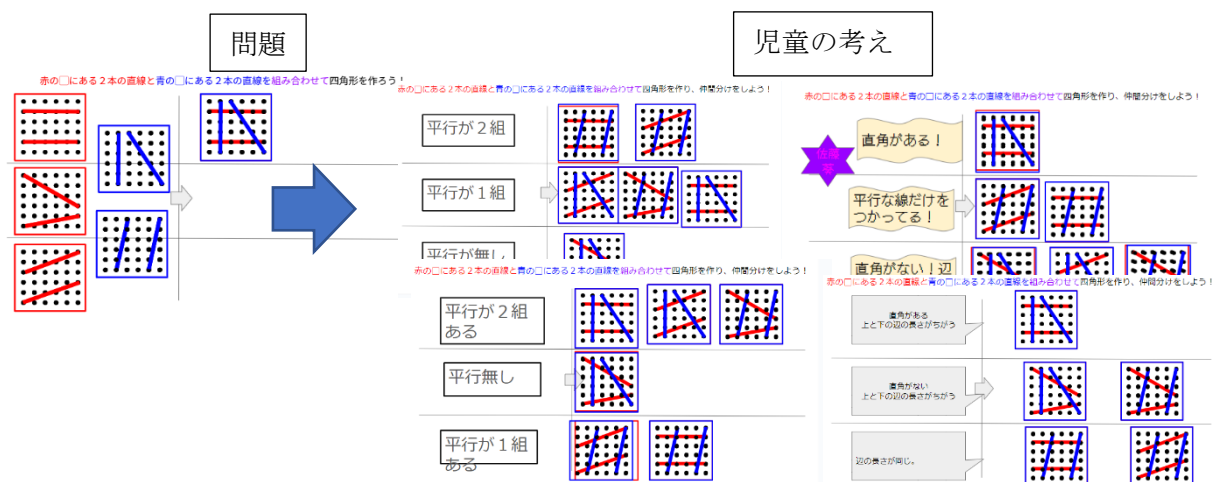 問題
児童の考え
赤の□にある２本の直線と青の□にある２本の直線を組み合わせて四角形を作ろう！
赤の□にある２本の直線と青の□にある２本の直線を組み合わせて四角形を作り、仲間分けをしよう！
平行が２組
平行が１組
平行が無し
赤の□にある２本の直線と青の□にある２本の直線を組み合わせて四角形を作り、仲間分けをしよう！
直角がある！
平行な線だけを
つかってる！
直角がない！辺
赤の□にある２本の直線と青の□にある２本の直線を組み合わせて四角形を作り、仲間分けをしよう！
平行が２組
ある
平行無し
平行が１組
ある
赤の□にある２本の直線と青の□にある２本の直線を組み合わせて四角形を作り、仲間分けをしよう！
直角がある
上と下の辺の長さがちがう
直角がない
上と下の辺の長さがちがう
辺の長さが同じ。